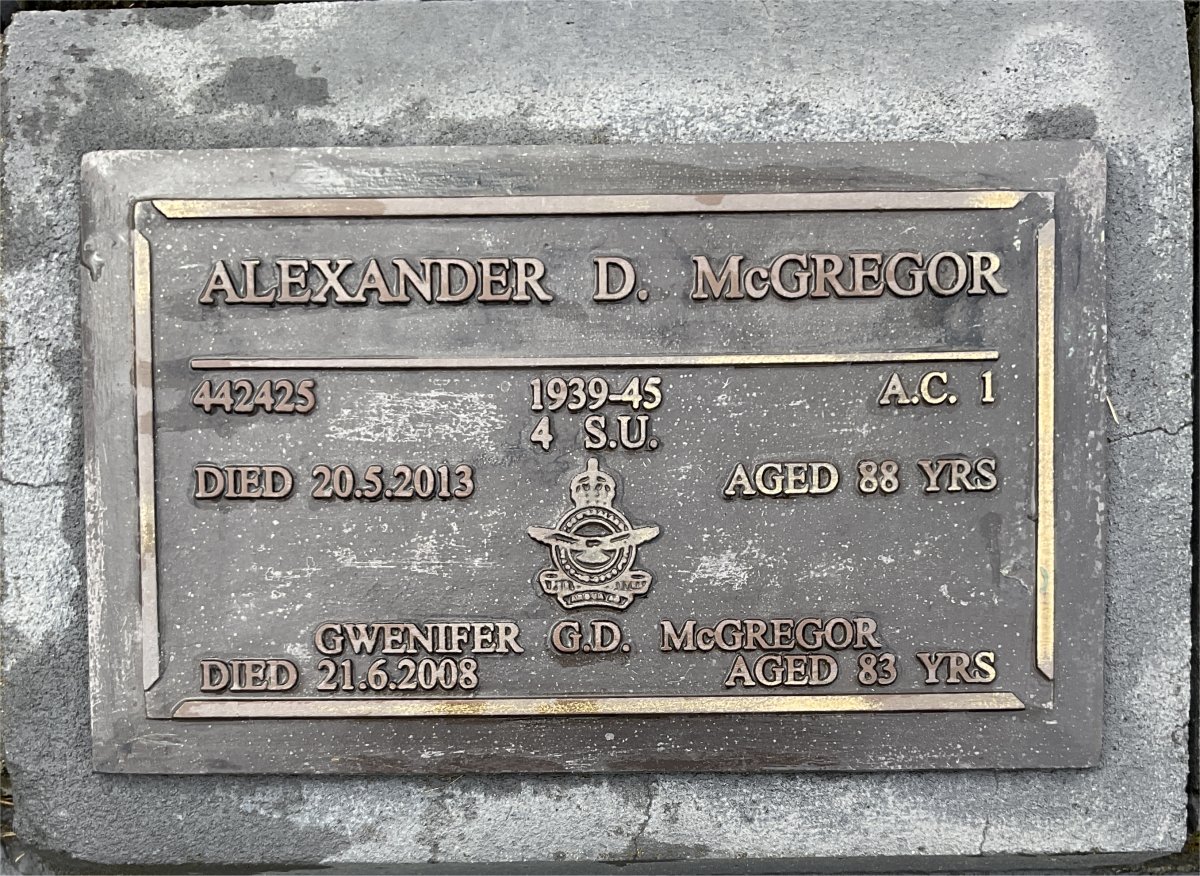 ALEXANDER D. McGREGOR
442425 1939-45 A.C. 1
4 S.U.
DIED 20.5.2013 AGED 88 YRS
GWENIFER G.D. McGREGOR
DIED 21.6.2008 AGED 83 YRS